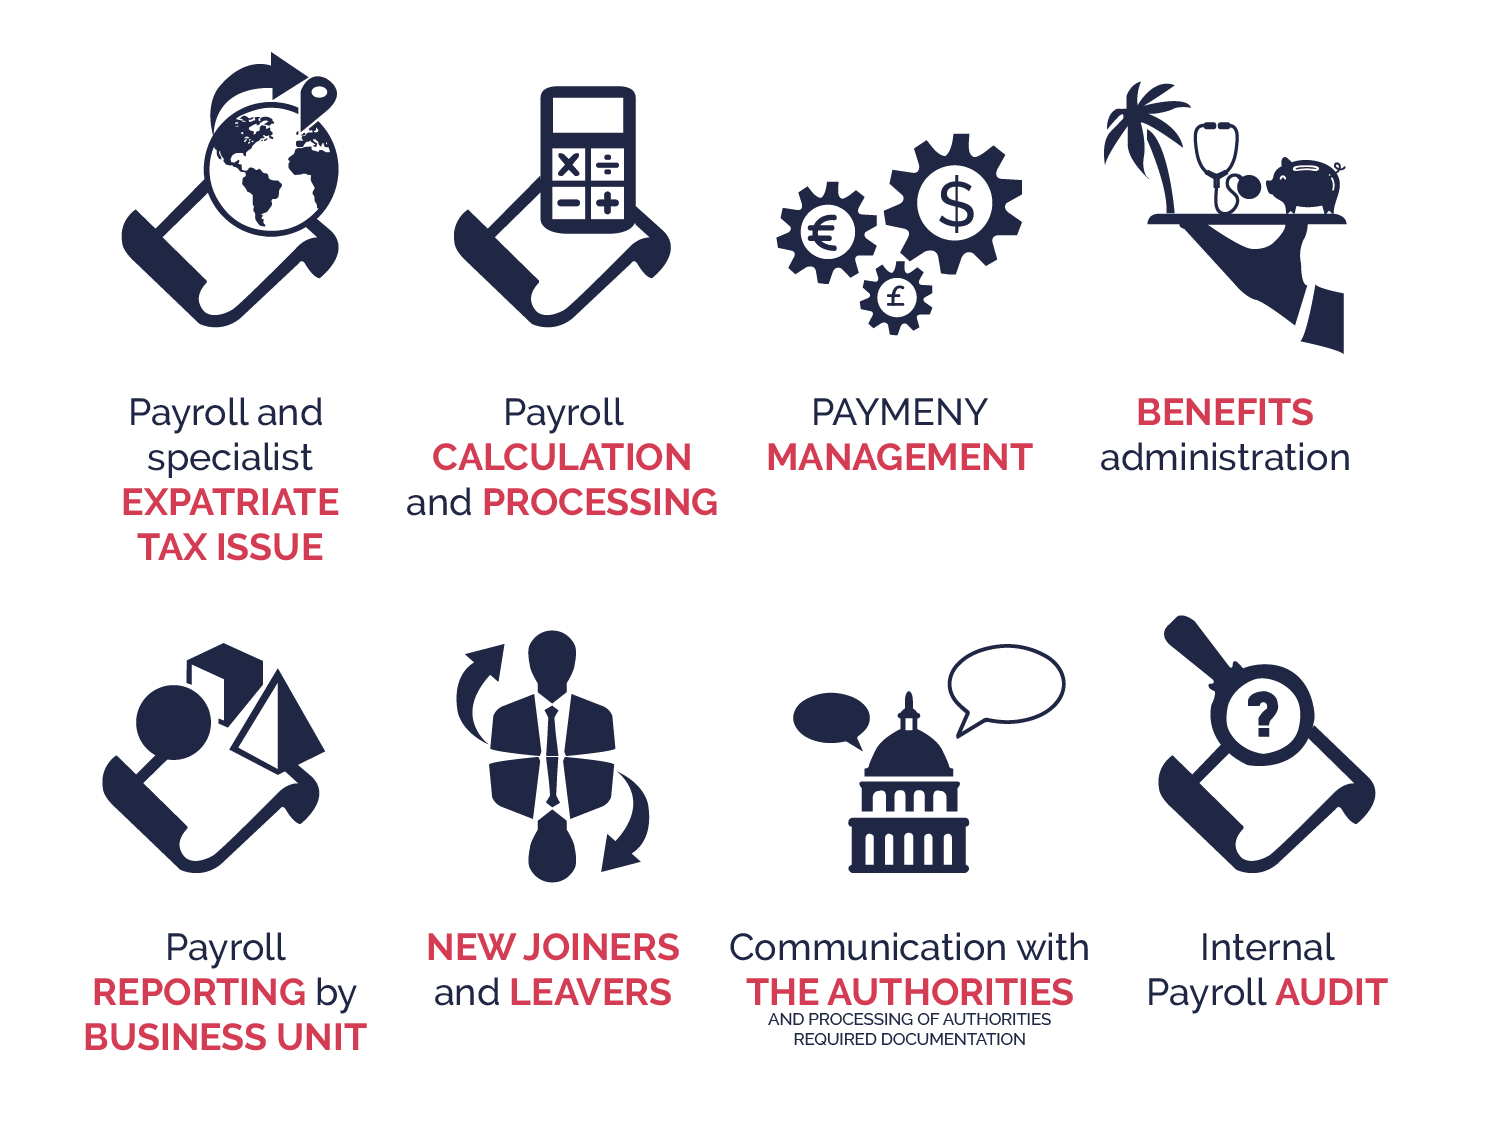 €
$
£
Payroll and
specialist
EXPATRIATE
TAX ISSUE
Payroll
CALCULATION
and PROCESSING
PAYMENY
MANAGEMENT
BENEFITS
administration
?
Payroll
REPORTING by
BUSINESS UNIT
NEW JOINERS
and LEAVERS
Communication with
THE AUTHORITIES
AND PROCESSING OF AUTHORITIES
REQUIRED DOCUMENTATION
Internal
Payroll AUDIT